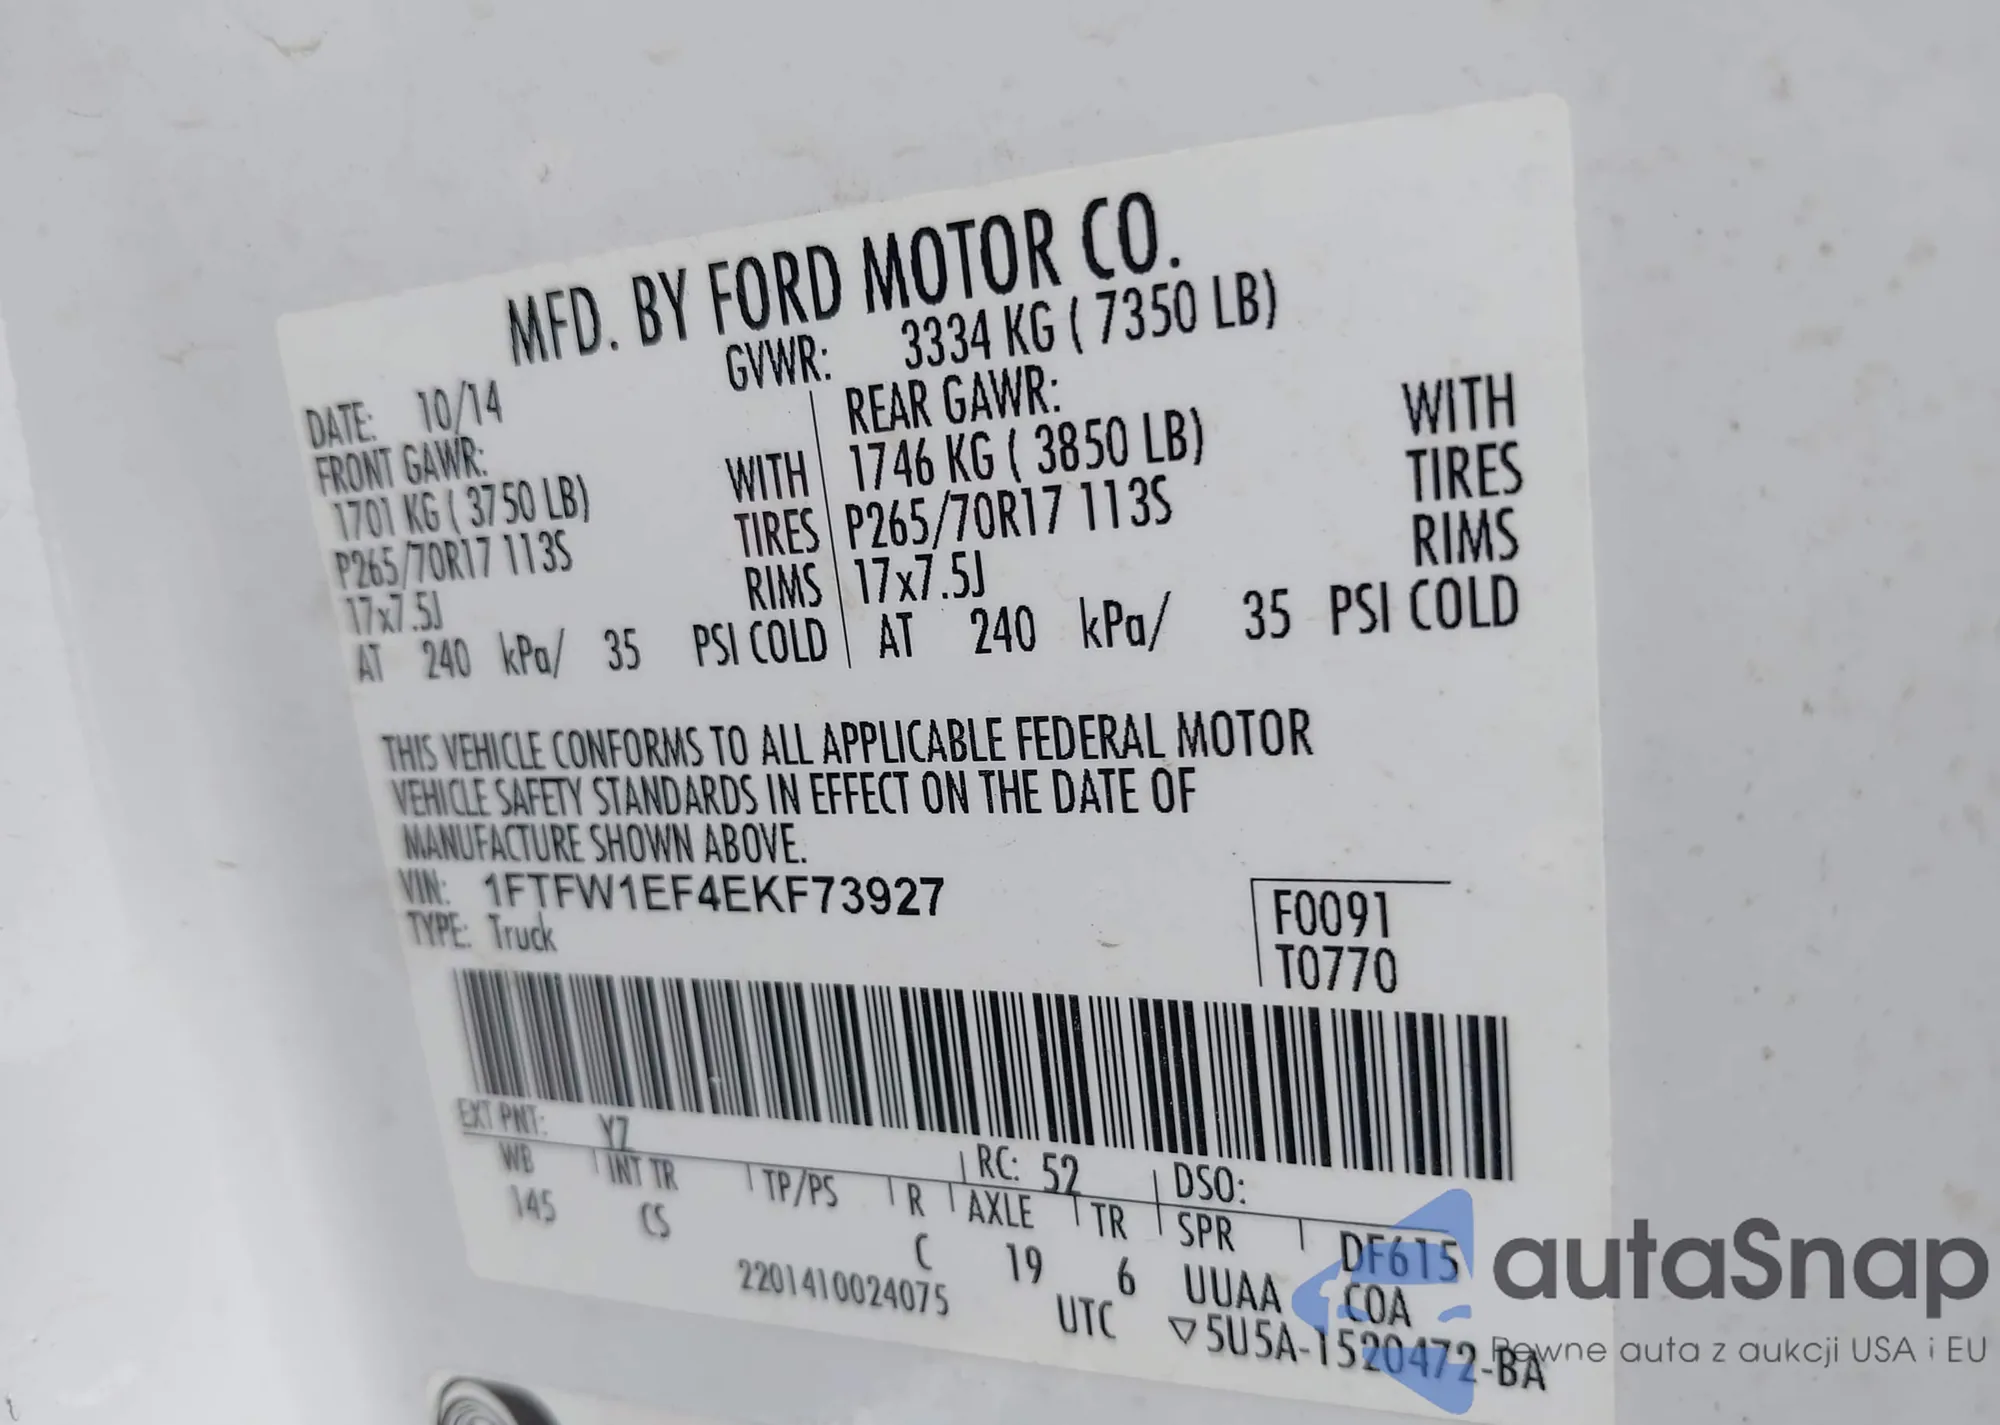 MFD. BY FORD MOTOR CO.
DATE: 10/14 GVWR: 3334 KG ( 7350 LB)
FRONT GAWR: REAR GAWR:
1701 KG ( 3750 LB) WITH 1746 KG ( 3850 LB) WITH
P265/70R17 113S TIRES P265/70R17 113S TIRES
17x7.5J RIMS 17x7.5J RIMS
AT 240 kPa/ 35 PSI COLD AT 240 kPa/ 35 PSI COLD
THIS VEHICLE CONFORMS TO ALL APPLICABLE FEDERAL MOTOR
VEHICLE SAFETY STANDARDS IN EFFECT ON THE DATE OF
MANUFACTURE SHOWN ABOVE.
VIN: 1FTFW1EF4EKF73927
TYPE: Truck
F0091
T0770
EXT PNT: YZ RC: 52 DSO:
WB INT TR TP/PS R AXLE TR SPR
145 CS C 19 6 UUAA
DF615
COA
2201410024075 UTC ▽5U5A-1520472-BA
autaSnap
Pewne auta z aukcji USA i EU